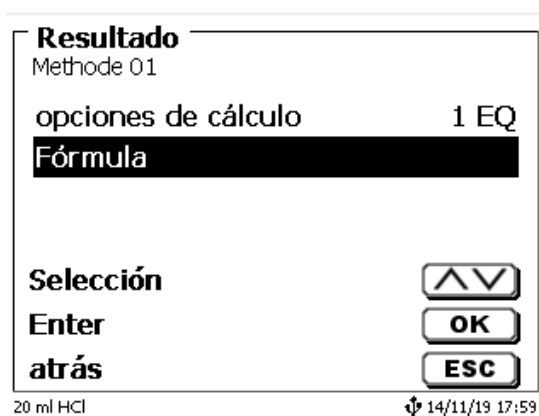 Resultado
Methode 01
opciones de cálculo 1 EQ
Fórmula
Selección
Enter OK
atrás ESC
20 ml HCl 14/11/19 17:59